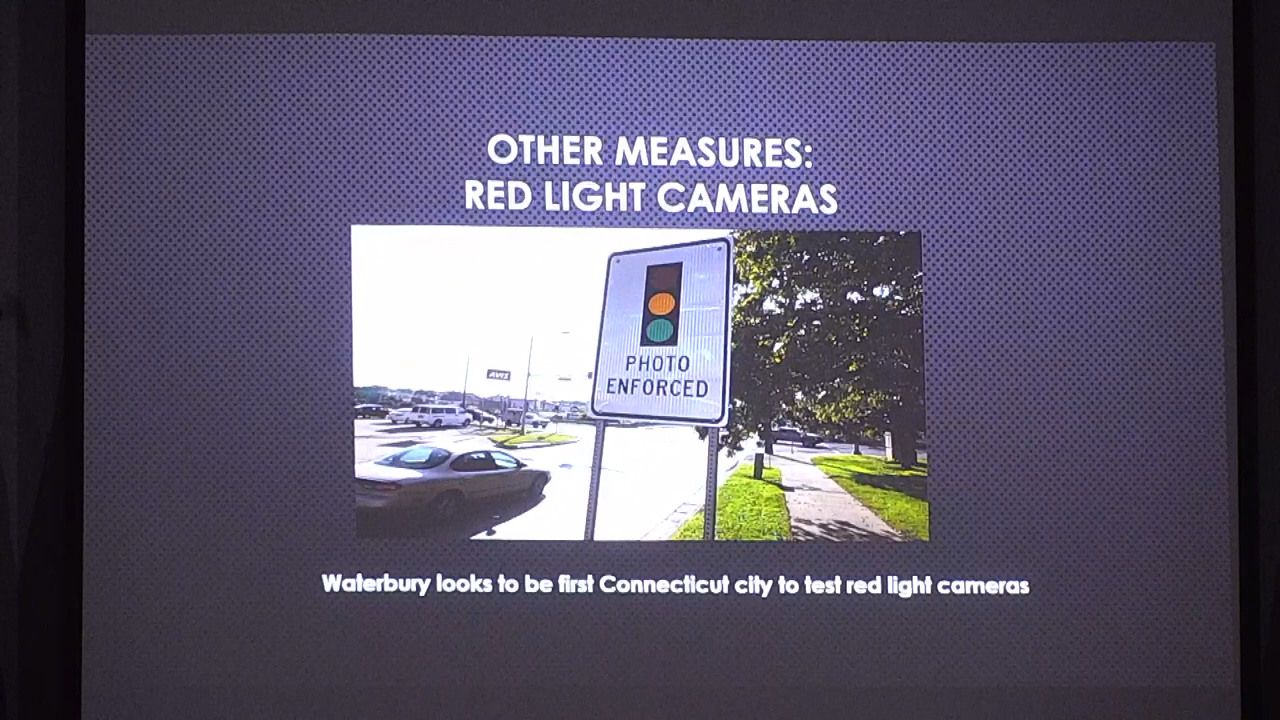 OTHER MEASURES:
RED LIGHT CAMERAS
AVIS
PHOTO
ENFORCED
Waterbury looks to be first Connecticut city to test red light cameras